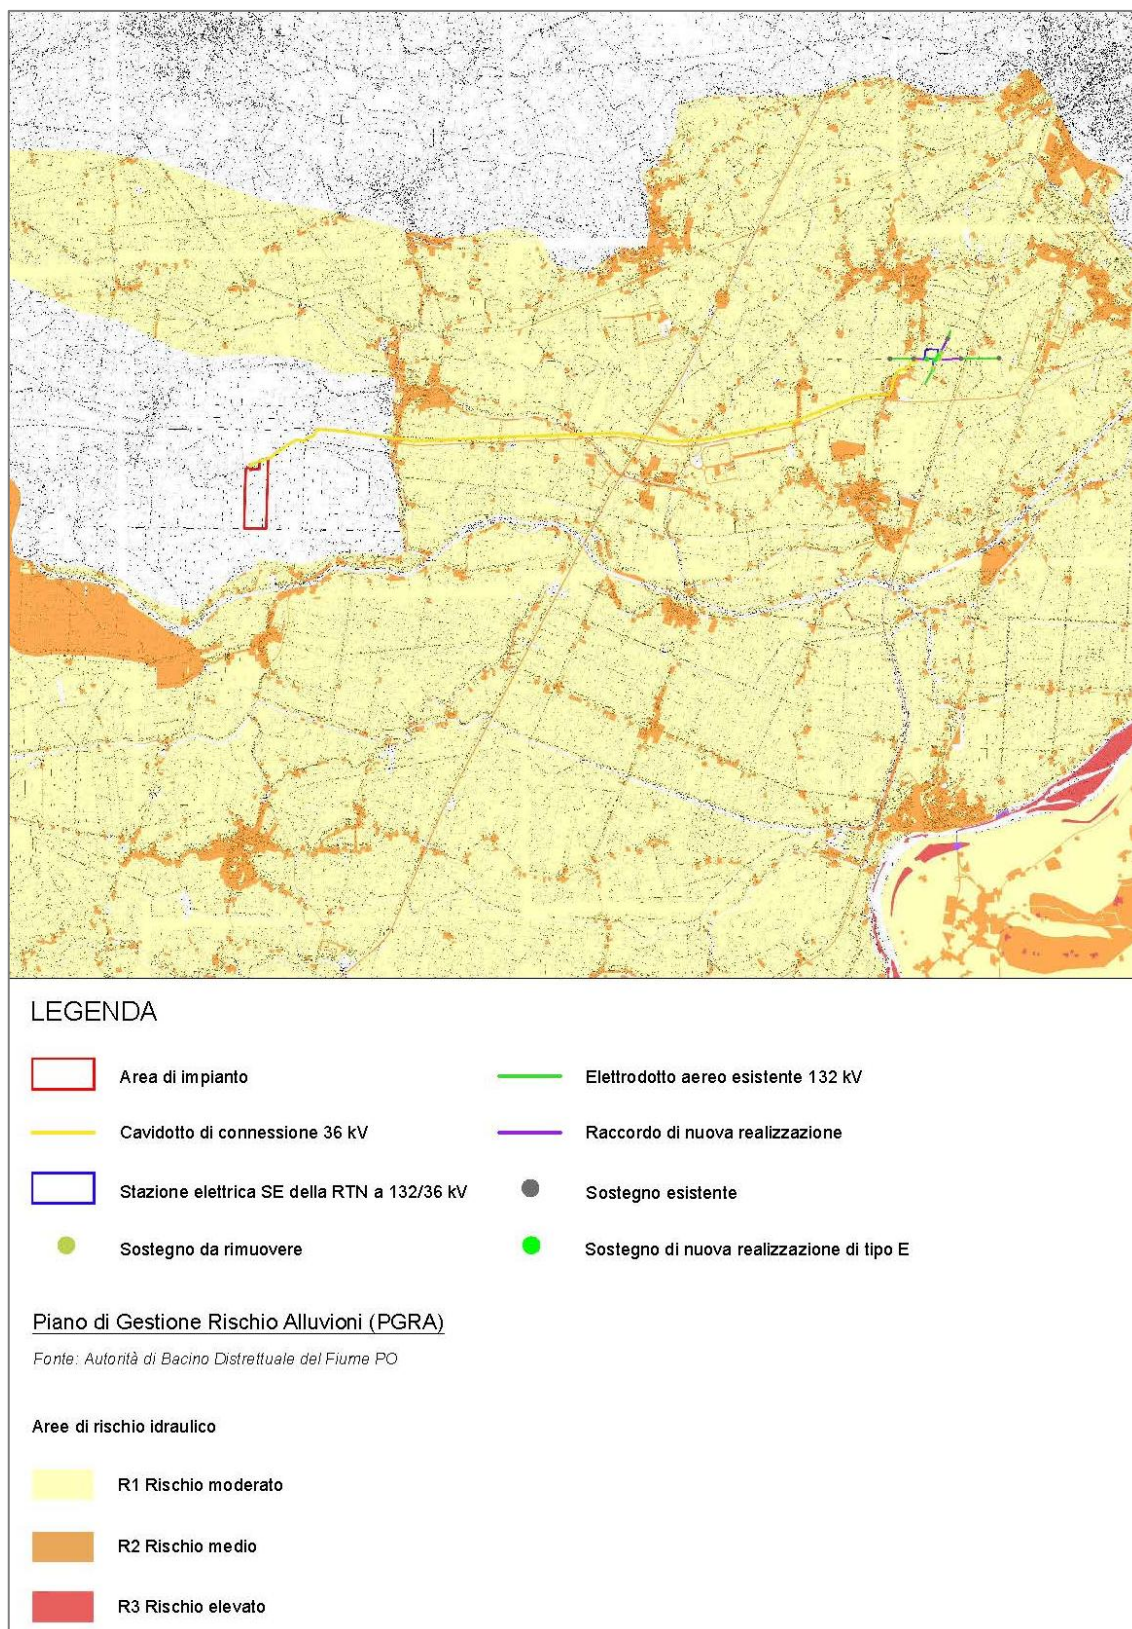 LEGENDA
Area di impianto
Elettrodotto aereo esistente 132 kV
Cavidotto di connessione 36 kV
Raccordo di nuova realizzazione
Stazione elettrica SE della RTN a 132/36 kV
Sostegno esistente
Sostegno da rimuovere
Sostegno di nuova realizzazione di tipo E
Piano di Gestione Rischio Alluvioni (PGRA)
Fonte: Autorità di Bacino Distrettuale del Fiume PO
Aree di rischio idraulico
R1 Rischio moderato
R2 Rischio medio
R3 Rischio elevato